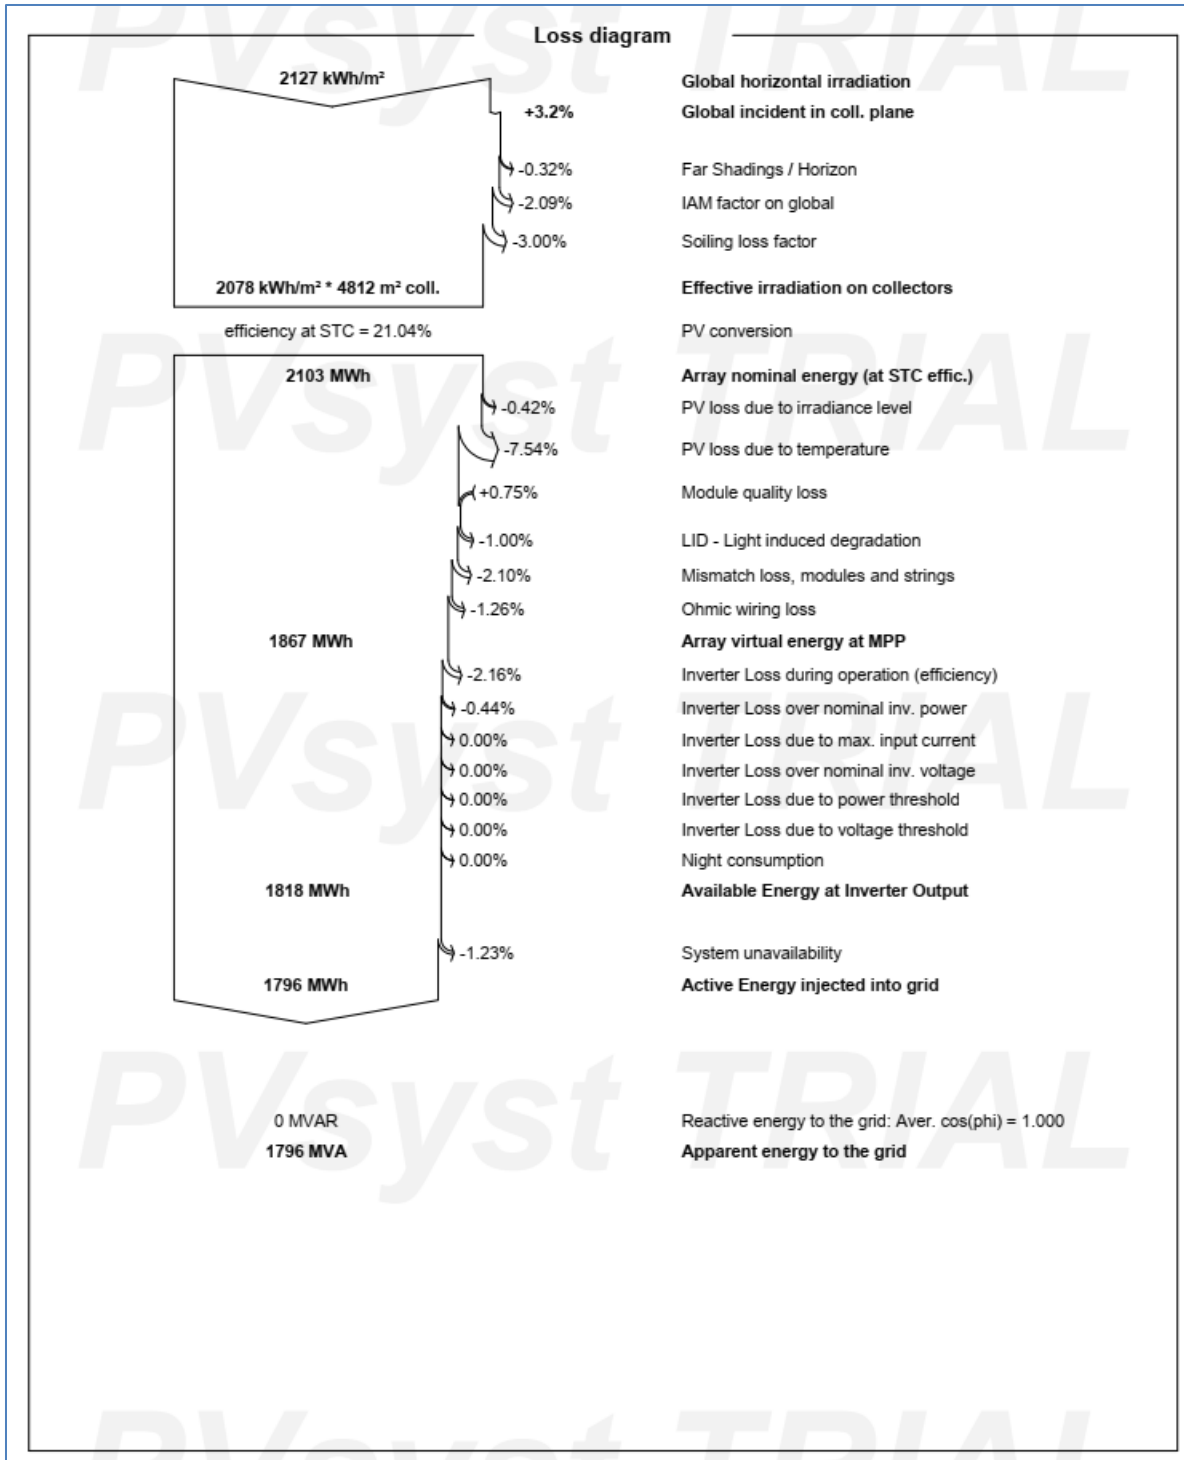 Loss diagram
2127 kWh/m² Global horizontal irradiation
+3.2% Global incident in coll. plane
-0.32% Far Shadings / Horizon
-2.09% IAM factor on global
-3.00% Soiling loss factor
2078 kWh/m² * 4812 m² coll. Effective irradiation on collectors
efficiency at STC = 21.04% PV conversion
2103 MWh Array nominal energy (at STC effic.)
-0.42% PV loss due to irradiance level
-7.54% PV loss due to temperature
+0.75% Module quality loss
-1.00% LID - Light induced degradation
-2.10% Mismatch loss, modules and strings
-1.26% Ohmic wiring loss
1867 MWh Array virtual energy at MPP
-2.16% Inverter Loss during operation (efficiency)
-0.44% Inverter Loss over nominal inv. power
0.00% Inverter Loss due to max. input current
0.00% Inverter Loss over nominal inv. voltage
0.00% Inverter Loss due to power threshold
0.00% Inverter Loss due to voltage threshold
0.00% Night consumption
1818 MWh Available Energy at Inverter Output
-1.23% System unavailability
1796 MWh Active Energy injected into grid
0 MVAR Reactive energy to the grid: Aver. cos(phi) = 1.000
1796 MVA Apparent energy to the grid
PVsyst TRIAL
PVsyst TRIAL
PVsyst TRIAL
PVsyst TRIAL
PVsyst TRIAL